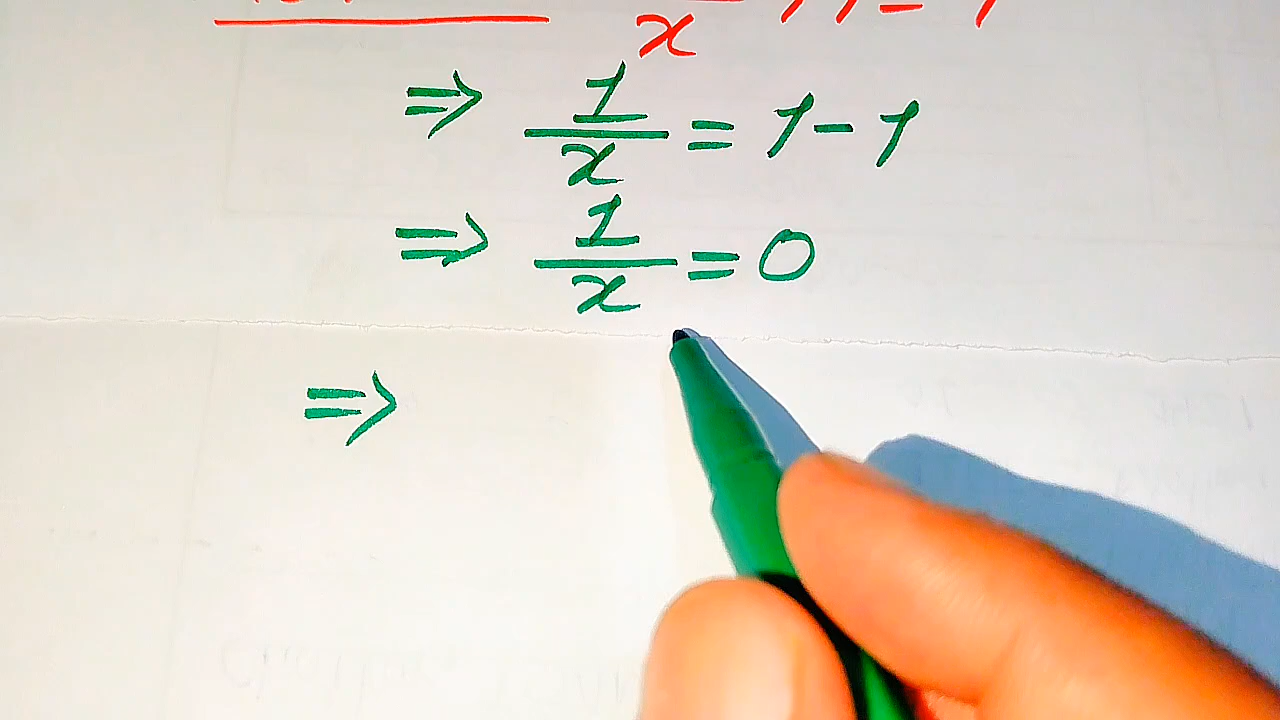 x
⇒ 1/x = 1 - 1
⇒ 1/x = 0
⇒